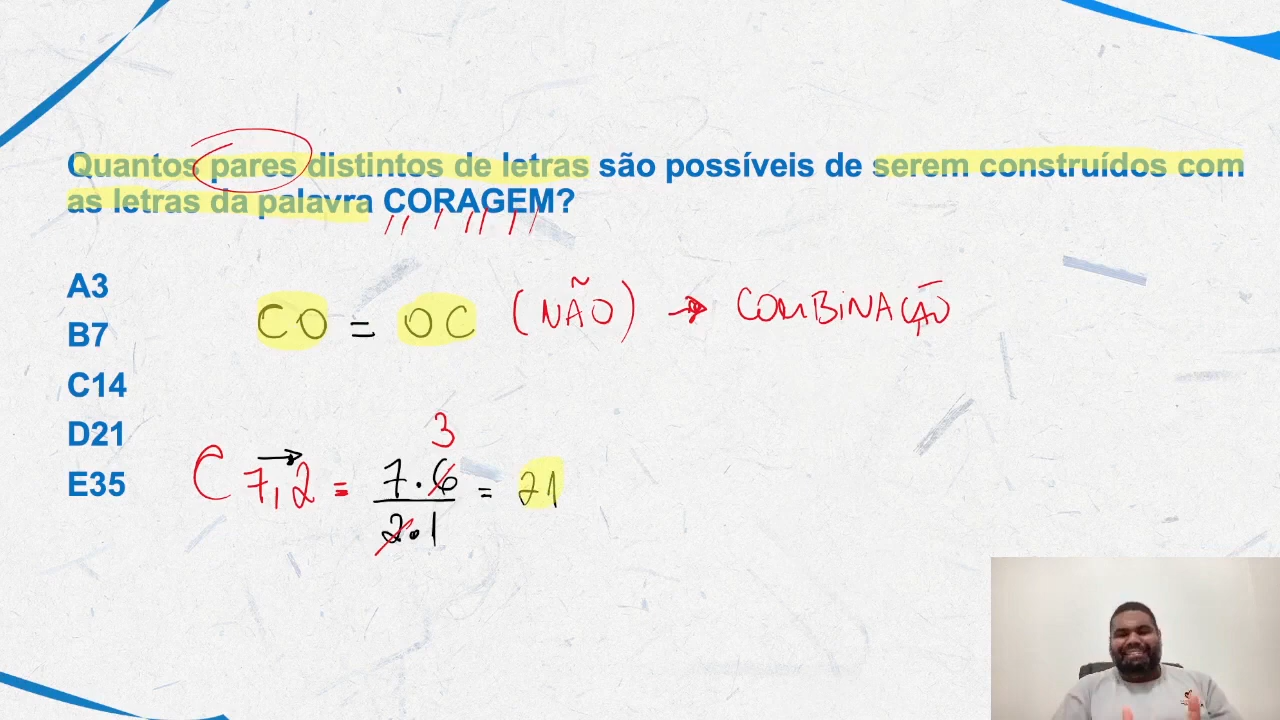 Quantos pares distintos de letras são possíveis de serem construídos com
as letras da palavra CORAGEM?
A3
B7
C14
D21
E35
CO = OC (NÃO) → COMBINAÇÃO
3
C 7,2 = 7.6 = 21
2.1